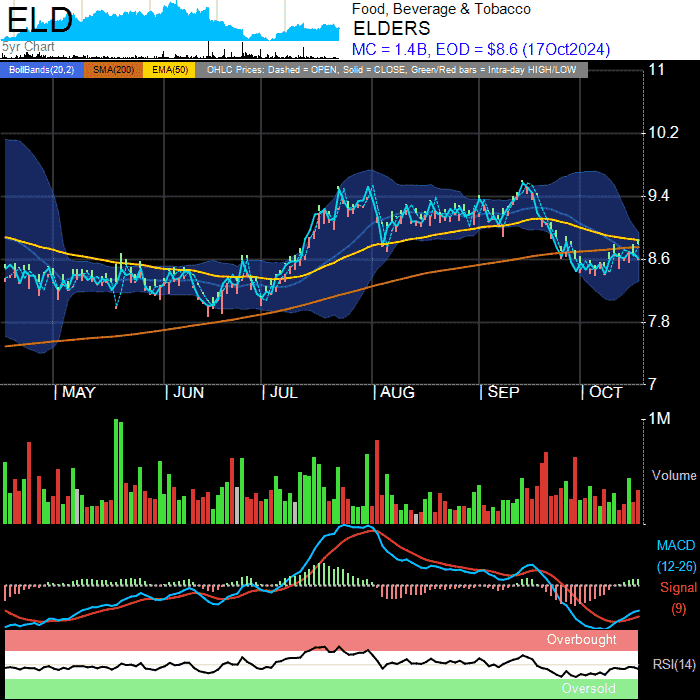 ELD
5yr Chart
Food, Beverage & Tobacco
ELDERS
MC = 1.4B, EOD = $8.6 (17Oct2024)
BollBands(20,2) SMA(200) EMA(50) OHLC Prices: Dashed = OPEN, Solid = CLOSE, Green/Red bars = Intra-day HIGH/LOW
11
10.2
9.4
8.6
7.8
7
| MAY | JUN | JUL | AUG | SEP | OCT
1M
Volume
MACD
(12-26)
Signal
(9)
Overbought
RSI(14)
Oversold